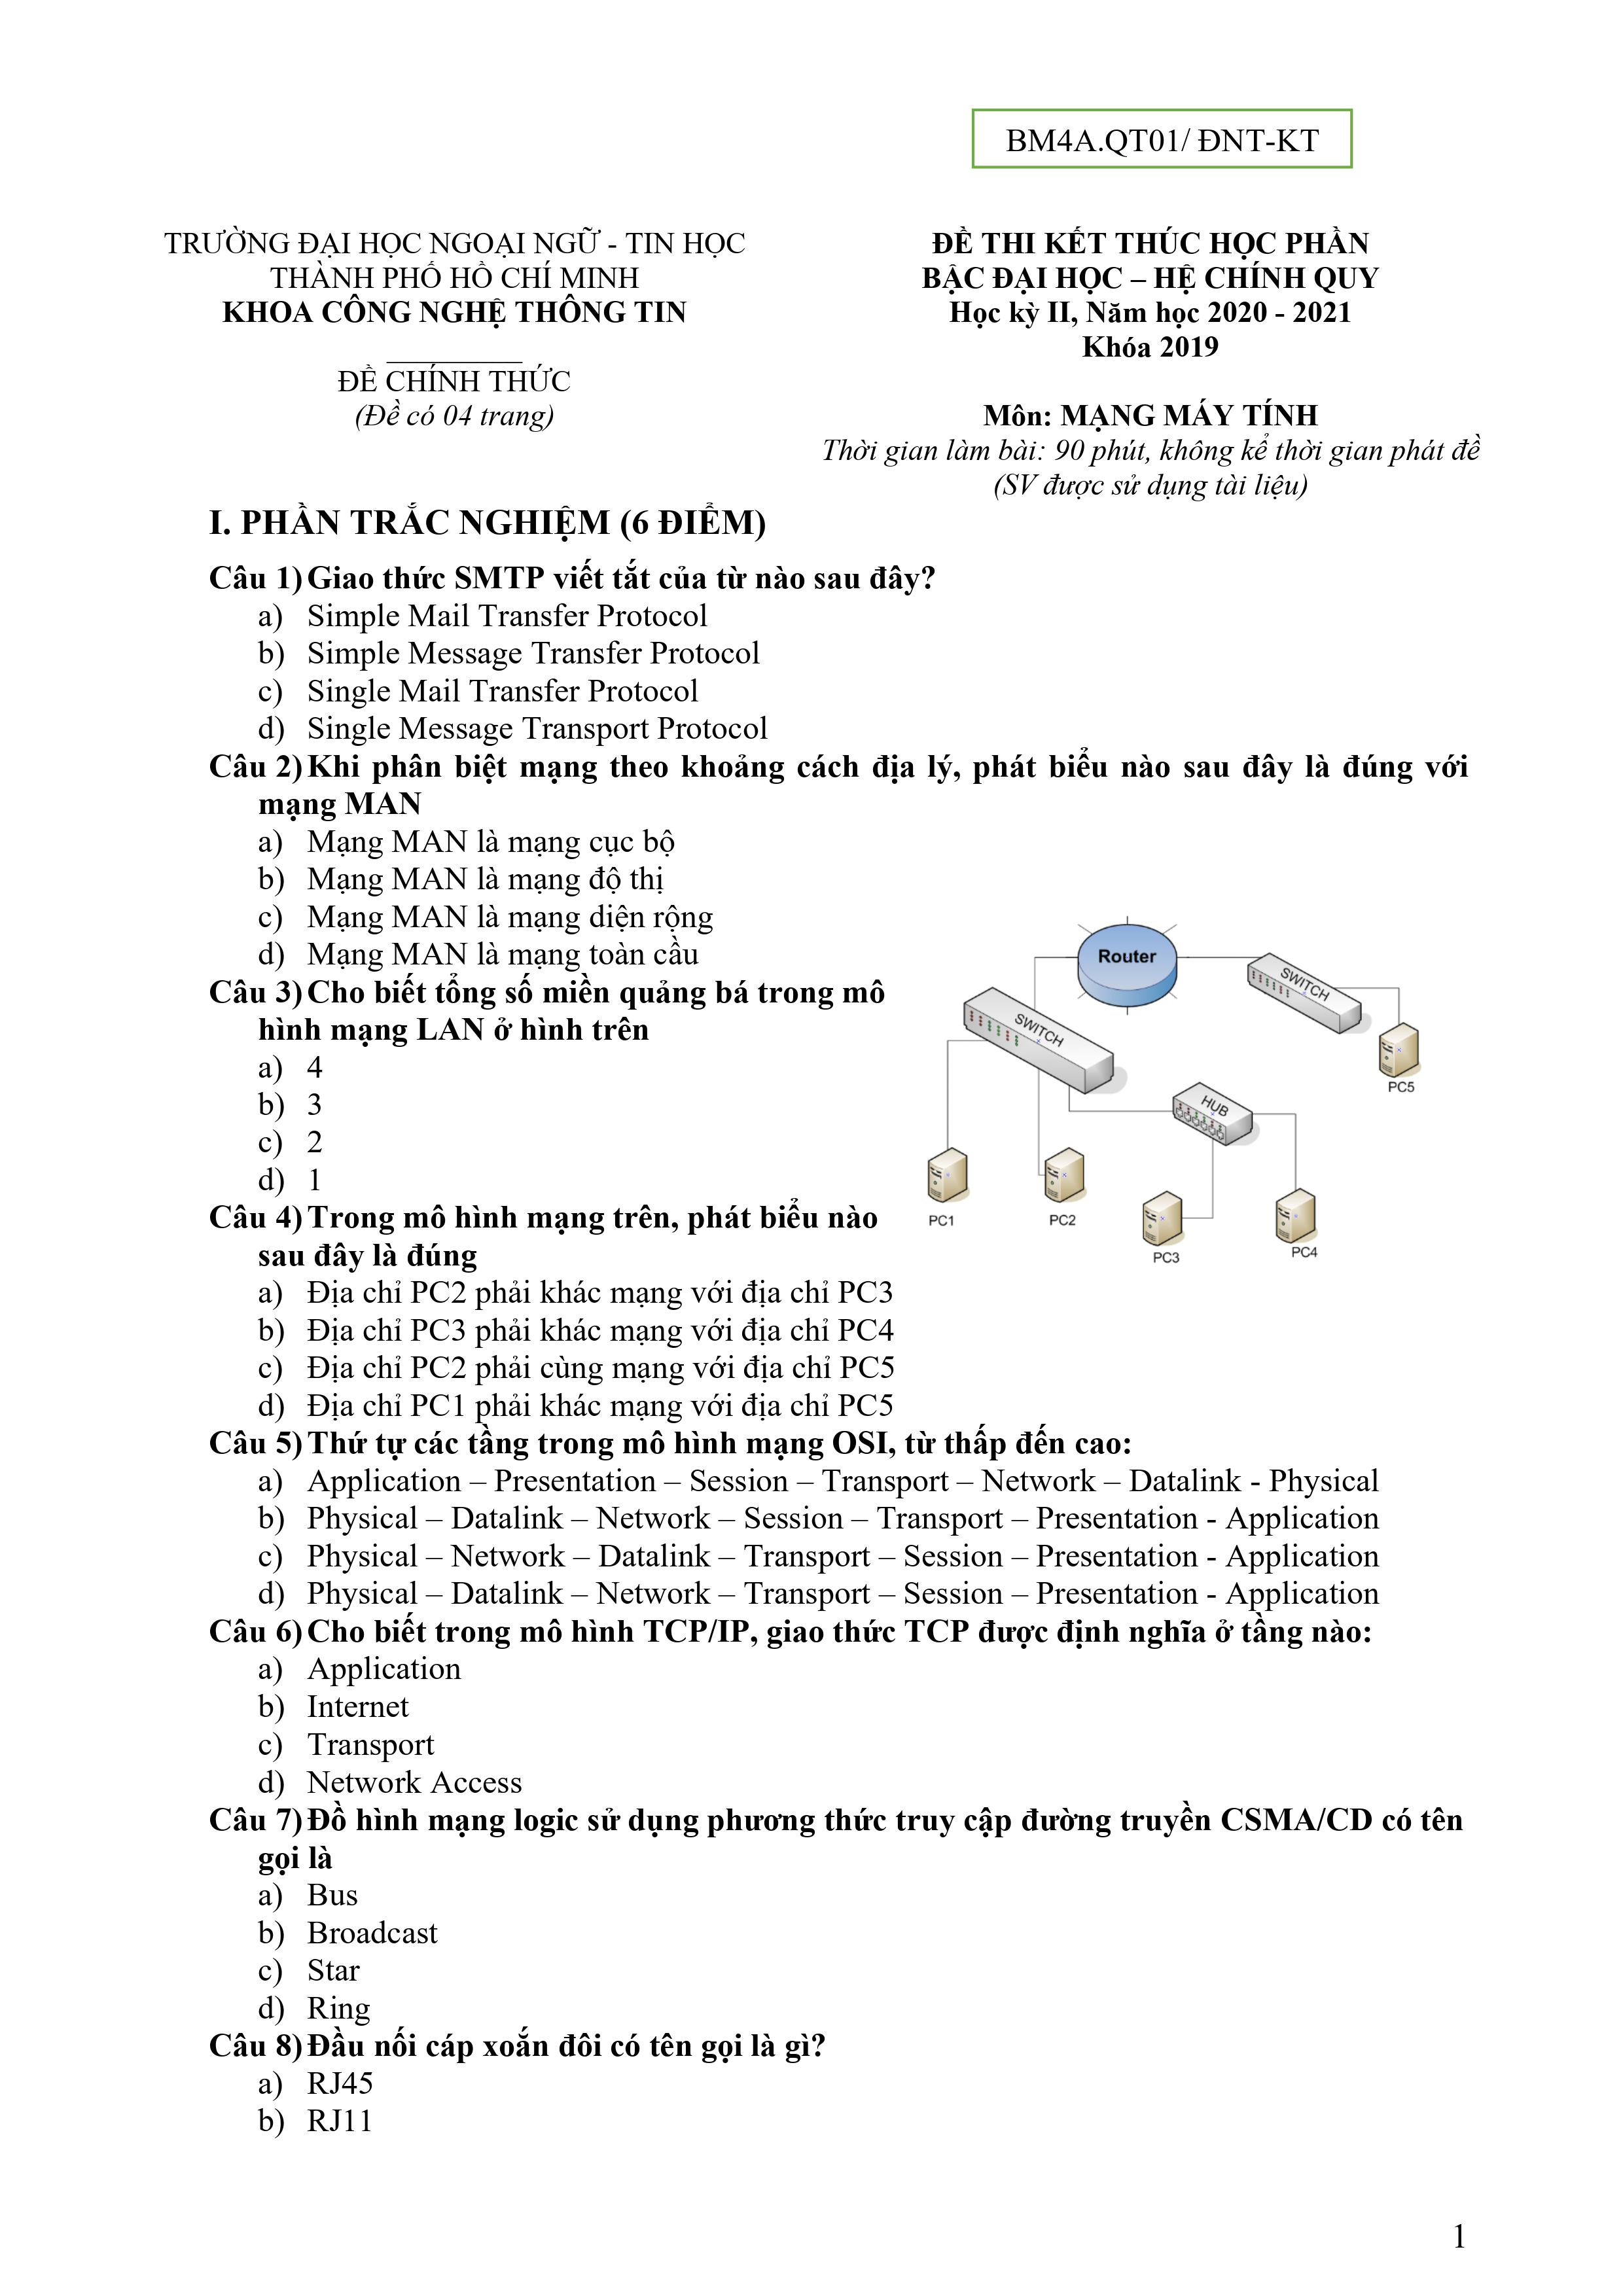 BM4A.QT01/ ĐNT-KT
TRƯỜNG ĐẠI HỌC NGOẠI NGỮ - TIN HỌC
THÀNH PHỐ HỒ CHÍ MINH
KHOA CÔNG NGHỆ THÔNG TIN
ĐỀ CHÍNH THỨC
(Đề có 04 trang)
ĐỀ THI KẾT THÚC HỌC PHẦN
BẬC ĐẠI HỌC – HỆ CHÍNH QUY
Học kỳ II, Năm học 2020 - 2021
Khóa 2019
Môn: MẠNG MÁY TÍNH
Thời gian làm bài: 90 phút, không kể thời gian phát đề
(SV được sử dụng tài liệu)
I. PHẦN TRẮC NGHIỆM (6 ĐIỂM)
Câu 1) Giao thức SMTP viết tắt của từ nào sau đây?
a) Simple Mail Transfer Protocol
b) Simple Message Transfer Protocol
c) Single Mail Transfer Protocol
d) Single Message Transport Protocol
Câu 2) Khi phân biệt mạng theo khoảng cách địa lý, phát biểu nào sau đây là đúng với
mạng MAN
a) Mạng MAN là mạng cục bộ
b) Mạng MAN là mạng độ thị
c) Mạng MAN là mạng diện rộng
d) Mạng MAN là mạng toàn cầu
Câu 3) Cho biết tổng số miền quảng bá trong mô
hình mạng LAN ở hình trên
a) 4
b) 3
c) 2
d) 1
Router
SWITCH
SWITCH
PC5
HUB
PC1
PC2
PC3
PC4
Câu 4) Trong mô hình mạng trên, phát biểu nào
sau đây là đúng
a) Địa chỉ PC2 phải khác mạng với địa chỉ PC3
b) Địa chỉ PC3 phải khác mạng với địa chỉ PC4
c) Địa chỉ PC2 phải cùng mạng với địa chỉ PC5
d) Địa chỉ PC1 phải khác mạng với địa chỉ PC5
Câu 5) Thứ tự các tầng trong mô hình mạng OSI, từ thấp đến cao:
a) Application – Presentation – Session – Transport – Network – Datalink - Physical
b) Physical – Datalink – Network – Session – Transport – Presentation - Application
c) Physical – Network – Datalink – Transport – Session – Presentation - Application
d) Physical – Datalink – Network – Transport – Session – Presentation - Application
Câu 6) Cho biết trong mô hình TCP/IP, giao thức TCP được định nghĩa ở tầng nào:
a) Application
b) Internet
c) Transport
d) Network Access
Câu 7) Đồ hình mạng logic sử dụng phương thức truy cập đường truyền CSMA/CD có tên
gọi là
a) Bus
b) Broadcast
c) Star
d) Ring
Câu 8) Đầu nối cáp xoắn đôi có tên gọi là gì?
a) RJ45
b) RJ11
1